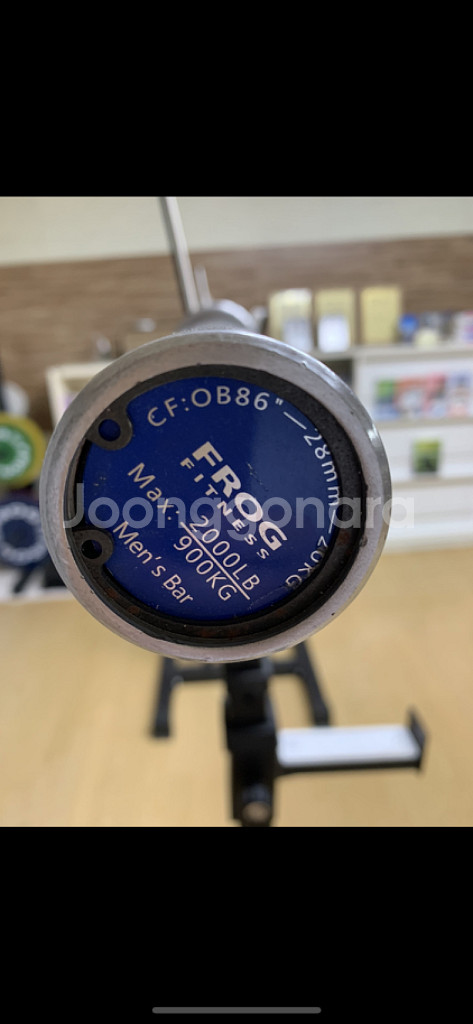 CF:OB86"—28mm—20KG
FROG
FITNESS
Max. 2000LB
900KG
Men's Bar
Joonggonara